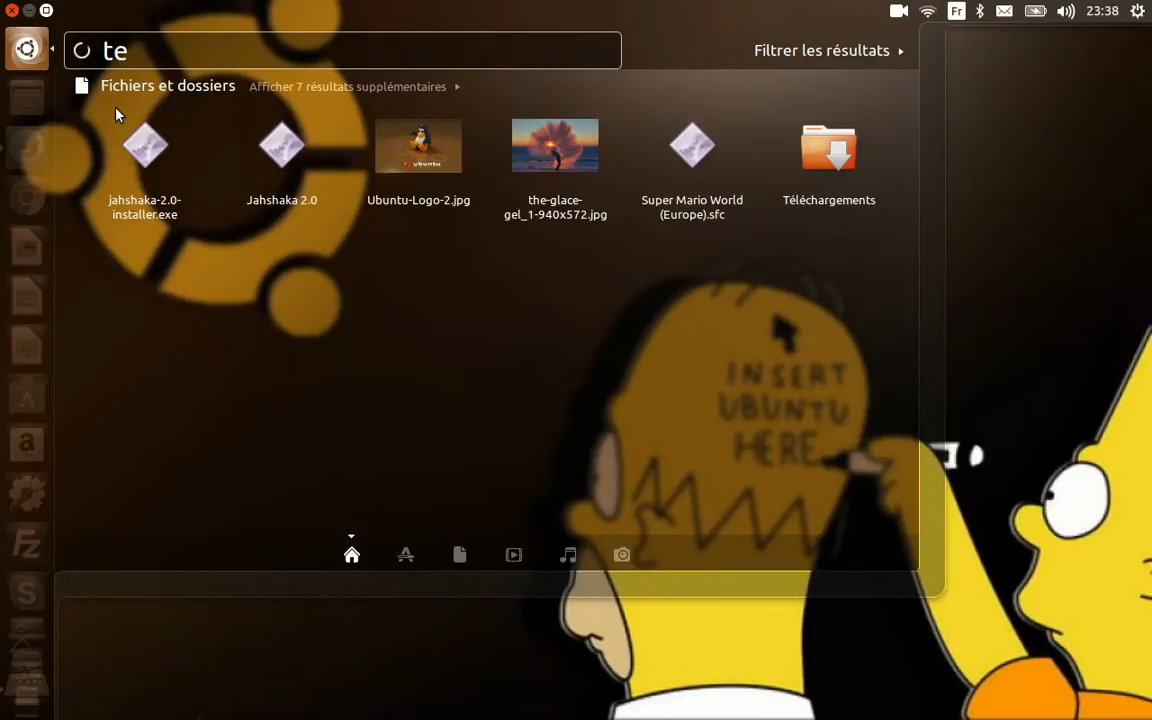 Fr
23:38
te
Filtrer les résultats
Fichiers et dossiers Afficher 7 résultats supplémentaires
jahshaka-2.0-
installer.exe
Jahshaka 2.0
Ubuntu-Logo-2.jpg
the-glace-
gel_1-940x572.jpg
Super Mario World
(Europe).sfc
Téléchargements
ubuntu
INSERT
UBUNTU
HERE
a
Fz
S